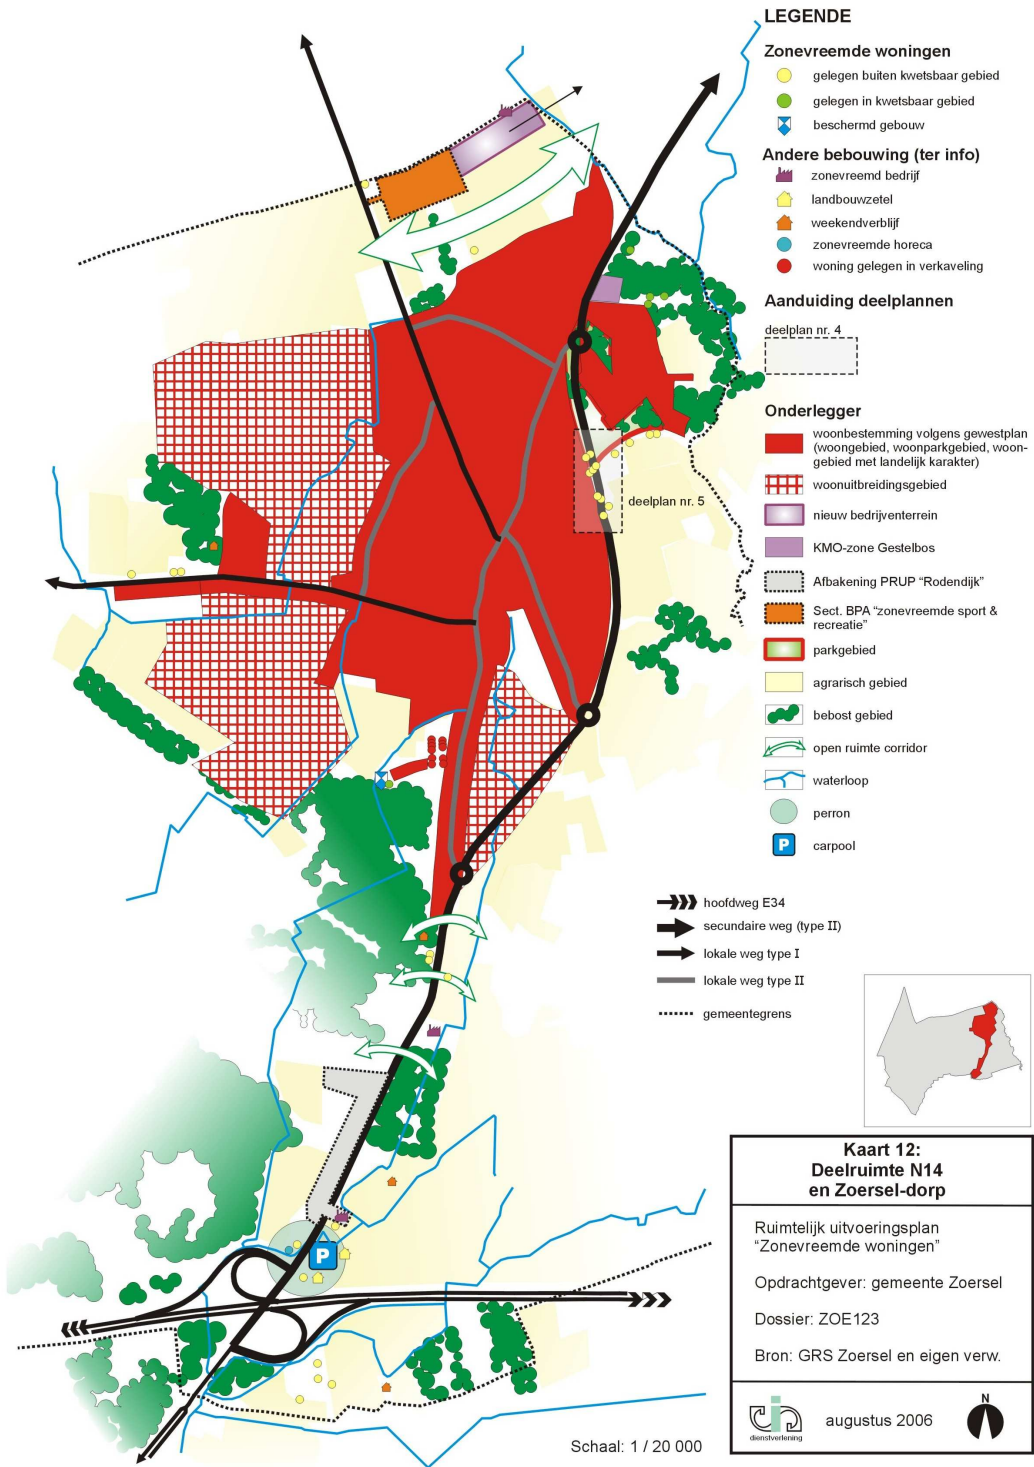 LEGENDE
Zonevreemde woningen
gelegen buiten kwetsbaar gebied
gelegen in kwetsbaar gebied
beschermd gebouw
Andere bebouwing (ter info)
zonevreemd bedrijf
landbouwzetel
weekendverblijf
zonevreemde horeca
woning gelegen in verkaveling
Aanduiding deelplannen
deelplan nr. 4
Onderlegger
woonbestemming volgens gewestplan
(woongebied, woonparkgebied, woon-
gebied met landelijk karakter)
woonuitbreidingsgebied
nieuw bedrijventerrein
KMO-zone Gestelbos
Afbakening PRUP “Rodendijk”
Sect. BPA “zonevreemde sport &
recreatie”
parkgebied
agrarisch gebied
bebost gebied
open ruimte corridor
waterloop
perron
P
carpool
deelplan nr. 5
hoofdweg E34
secundaire weg (type II)
lokale weg type I
lokale weg type II
gemeentegrens
P
Kaart 12:
Deelruimte N14
en Zoersel-dorp
Ruimtelijk uitvoeringsplan
“Zonevreemde woningen”
Opdrachtgever: gemeente Zoersel
Dossier: ZOE123
Bron: GRS Zoersel en eigen verw.
dienstverlening
augustus 2006
N
Schaal: 1 / 20 000